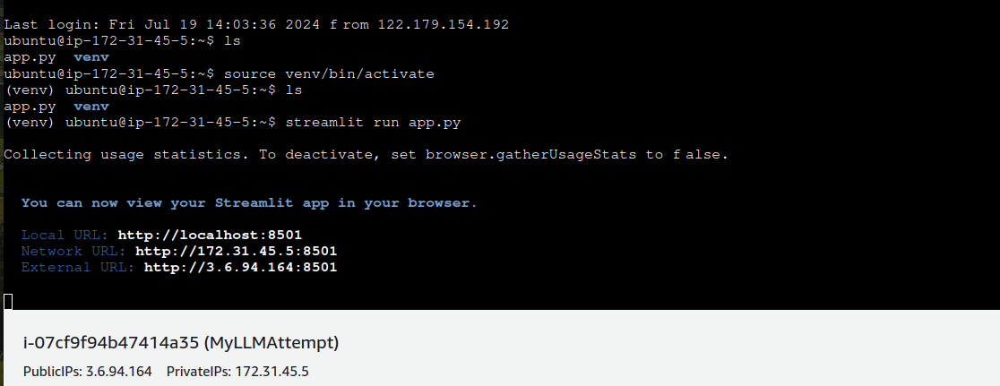 Last login: Fri Jul 19 14:03:36 2024 from 122.179.154.192
ubuntu@ip-172-31-45-5:~$ ls
app.py  venv
ubuntu@ip-172-31-45-5:~$ source venv/bin/activate
(venv) ubuntu@ip-172-31-45-5:~$ ls
app.py  venv
(venv) ubuntu@ip-172-31-45-5:~$ streamlit run app.py
Collecting usage statistics. To deactivate, set browser.gatherUsageStats to false.
You can now view your Streamlit app in your browser.
Local URL: http://localhost:8501
Network URL: http://172.31.45.5:8501
External URL: http://3.6.94.164:8501
i-07cf9f94b47414a35 (MyLLMAttempt)
PublicIPs: 3.6.94.164    PrivateIPs: 172.31.45.5